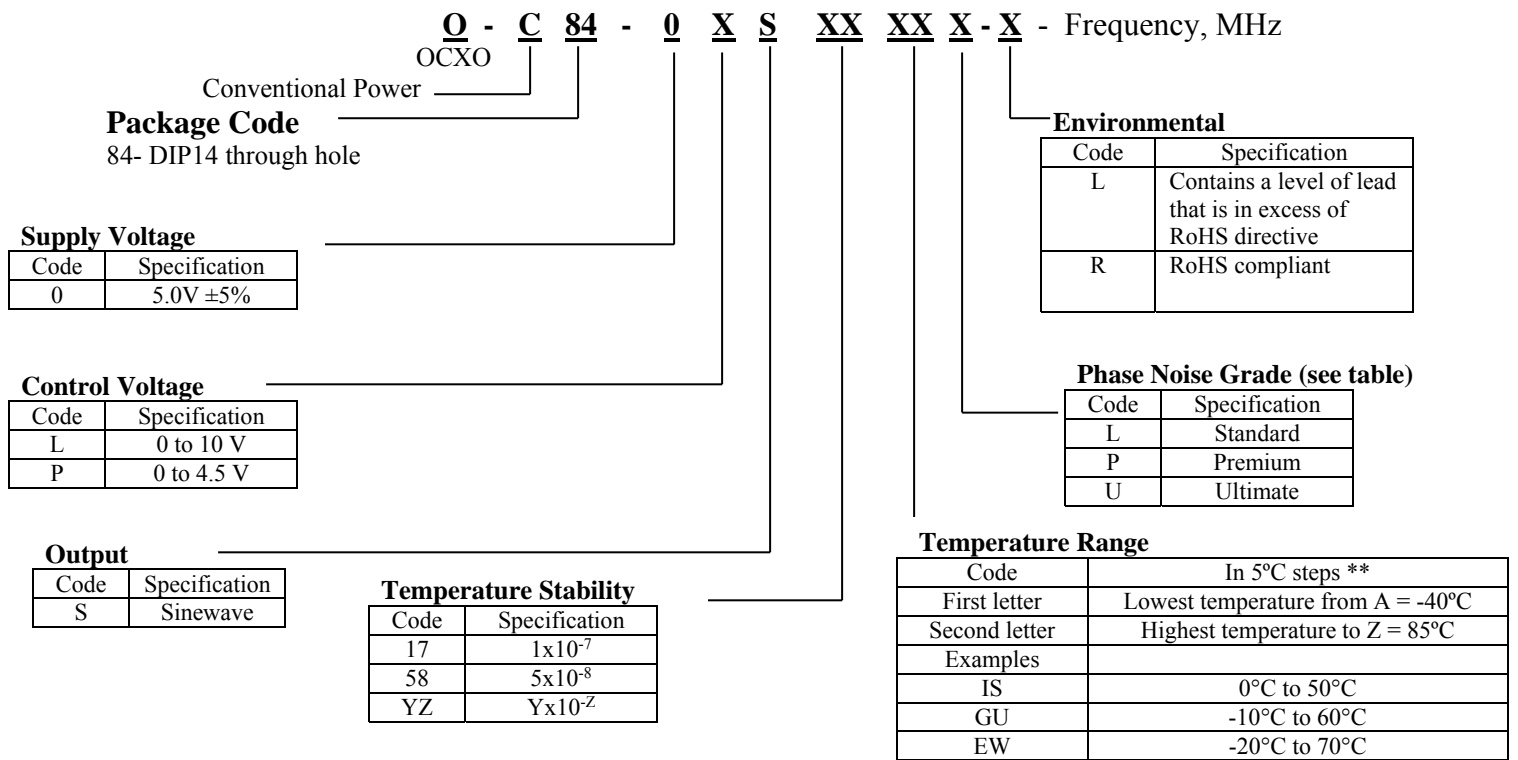 O - C 84 - 0 X S XX XX X - X - Frequency, MHz
OCXO
Conventional Power
Package Code
84- DIP14 through hole
Supply Voltage
Code Specification
0 5.0V ±5%
Control Voltage
Code Specification
L 0 to 10 V
P 0 to 4.5 V
Output
Code Specification
S Sinewave
Temperature Stability
Code Specification
17 1x10⁻⁷
58 5x10⁻⁸
YZ Yx10⁻ᶻ
Environmental
Code Specification
L Contains a level of lead
that is in excess of
RoHS directive
R RoHS compliant
Phase Noise Grade (see table)
Code Specification
L Standard
P Premium
U Ultimate
Temperature Range
Code In 5ºC steps **
First letter Lowest temperature from A = -40ºC
Second letter Highest temperature to Z = 85ºC
Examples
IS 0°C to 50°C
GU -10°C to 60°C
EW -20°C to 70°C